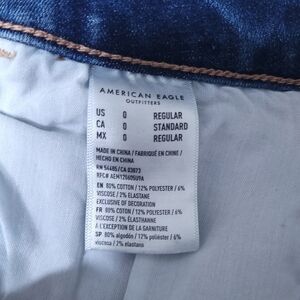 AMERICAN EAGLE
OUTFITTERS
US 0 REGULAR
CA 0 STANDARD
MX 0 REGULAR
MADE IN CHINA / FABRIQUÉ EN CHINE /
HECHO EN CHINA
RN 54485/CA 03873
RFC# AEM120605U9A
EN 80% COTTON / 12% POLYESTER / 6%
VISCOSE / 2% ELASTANE
EXCLUSIVE OF DECORATION
FR 80% COTON / 12% POLYESTER / 6%
VISCOSE / 2% ÉLASTHANNE
A L'EXCEPTION DE LA GARNITURE
SP 80% algodón / 12% poliéster / 6%
viscosa / 2% elastano